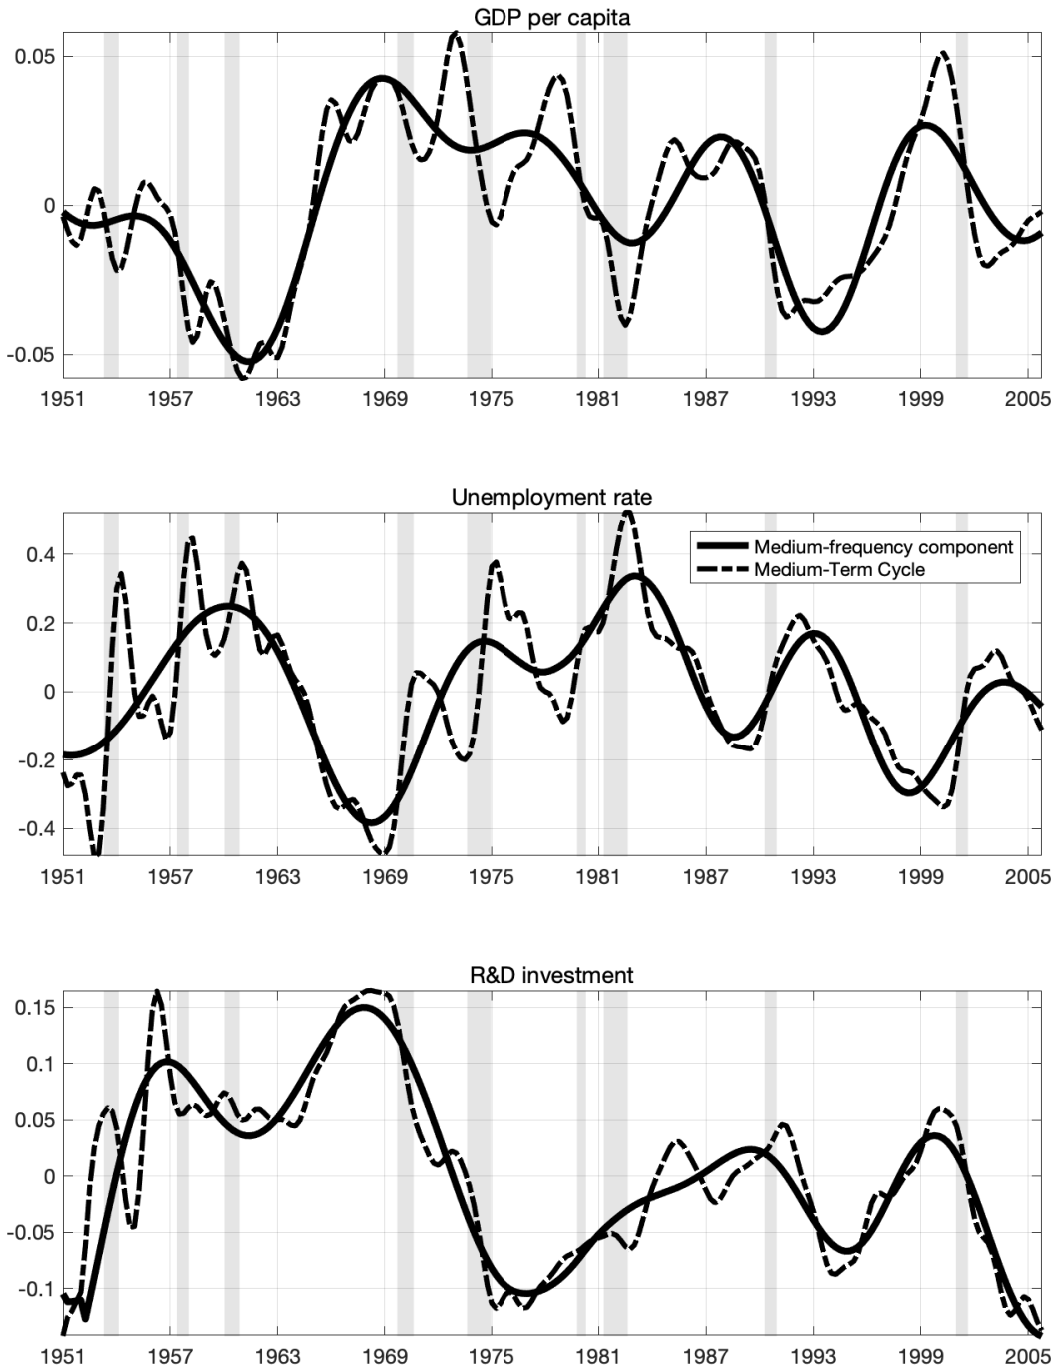 GDP per capita
0.05
0
-0.05
1951 1957 1963 1969 1975 1981 1987 1993 1999 2005
Unemployment rate
0.4
0.2
0
-0.2
-0.4
Medium-frequency component
Medium-Term Cycle
1951 1957 1963 1969 1975 1981 1987 1993 1999 2005
R&D investment
0.15
0.1
0.05
0
-0.05
-0.1
1951 1957 1963 1969 1975 1981 1987 1993 1999 2005